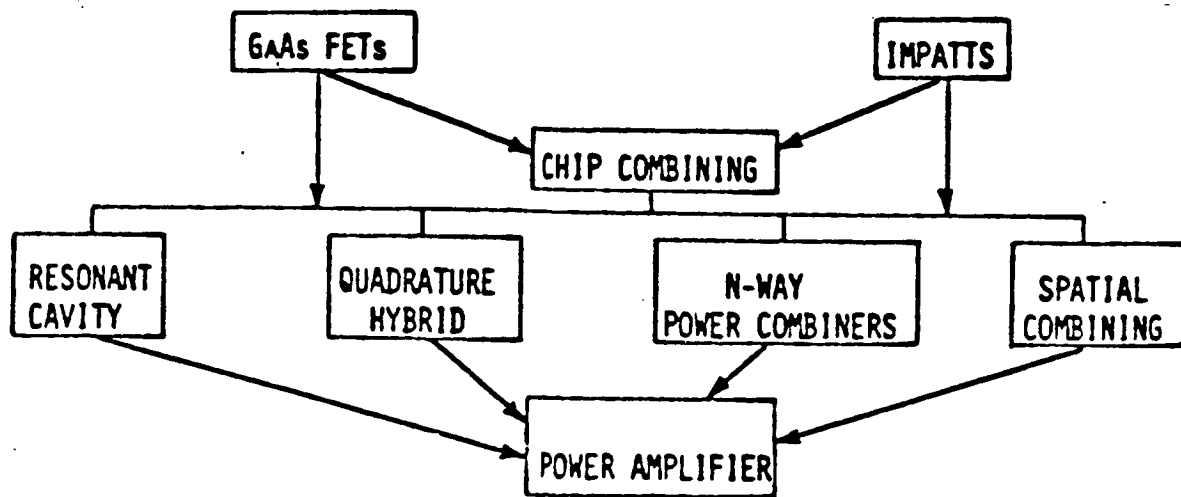 GAAS FETS
IMPATTS
CHIP COMBINING
RESONANT
CAVITY
QUADRATURE
HYBRID
N-WAY
POWER COMBINERS
SPATIAL
COMBINING
POWER AMPLIFIER